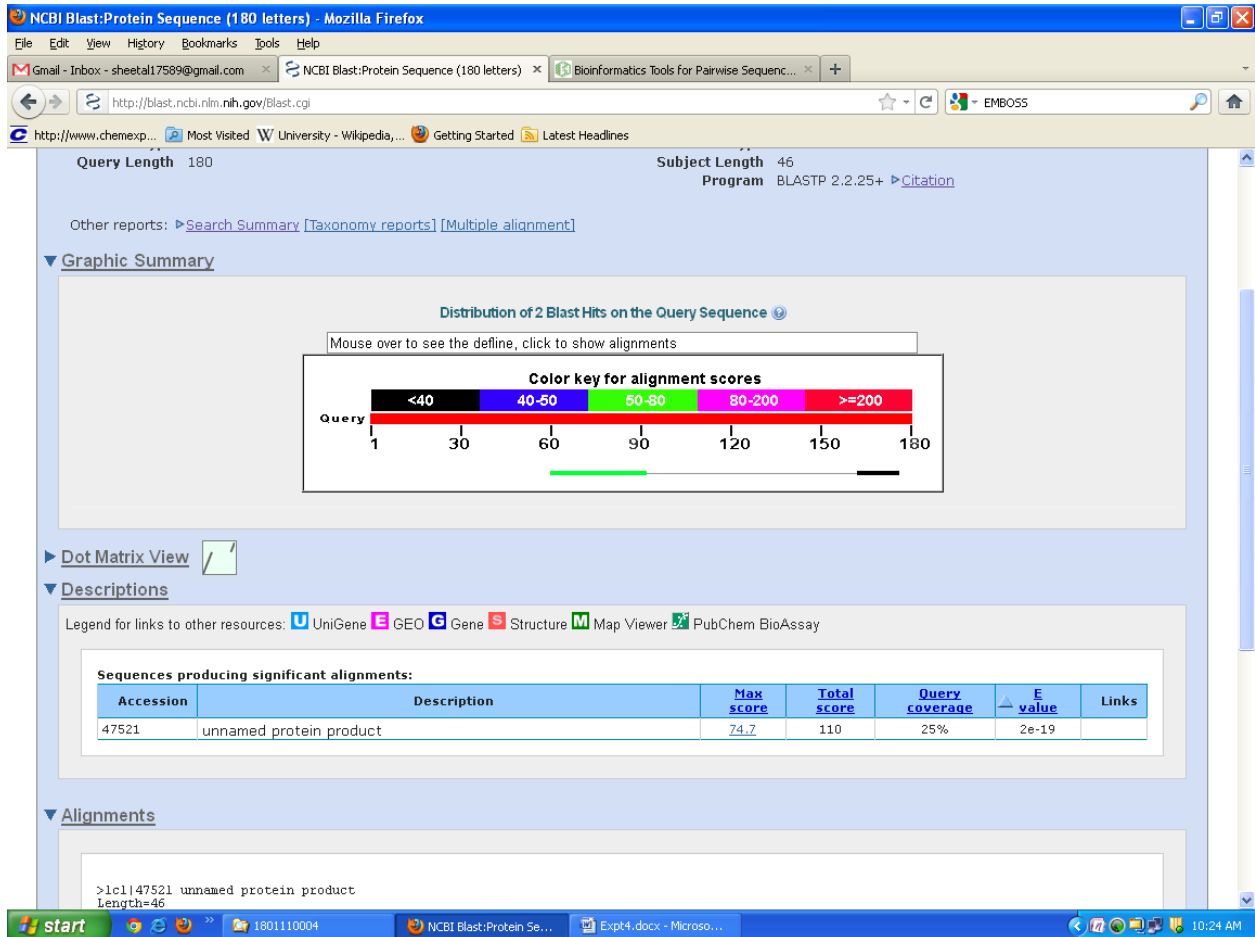 NCBI Blast:Protein Sequence (180 letters) - Mozilla Firefox
File Edit View History Bookmarks Tools Help
Gmail - Inbox - sheetal17589@gmail.com × NCBI Blast:Protein Sequence (180 letters) × Bioinformatics Tools for Pairwise Sequenc... × +
http://blast.ncbi.nlm.nih.gov/Blast.cgi EMBOSS
http://www.chemexp... Most Visited W University - Wikipedia,... Getting Started Latest Headlines
Query Length 180 Subject Length 46
Program BLASTP 2.2.25+ Citation
Other reports: Search Summary [Taxonomy reports] [Multiple alignment]
Graphic Summary
Distribution of 2 Blast Hits on the Query Sequence
Mouse over to see the defline, click to show alignments
Color key for alignment scores
<40 40-50 50-80 80-200 >=200
Query
1 30 60 90 120 150 180
Dot Matrix View
Descriptions
Legend for links to other resources: U UniGene E GEO G Gene S Structure M Map Viewer PubChem BioAssay
Sequences producing significant alignments:
Accession Description Max score Total score Query coverage E value Links
47521 unnamed protein product 74.7 110 25% 2e-19
Alignments
>lcl|47521 unnamed protein product
Length=46
start 1801110004 NCBI Blast:Protein Se... Expt4.docx - Microso... 10:24 AM